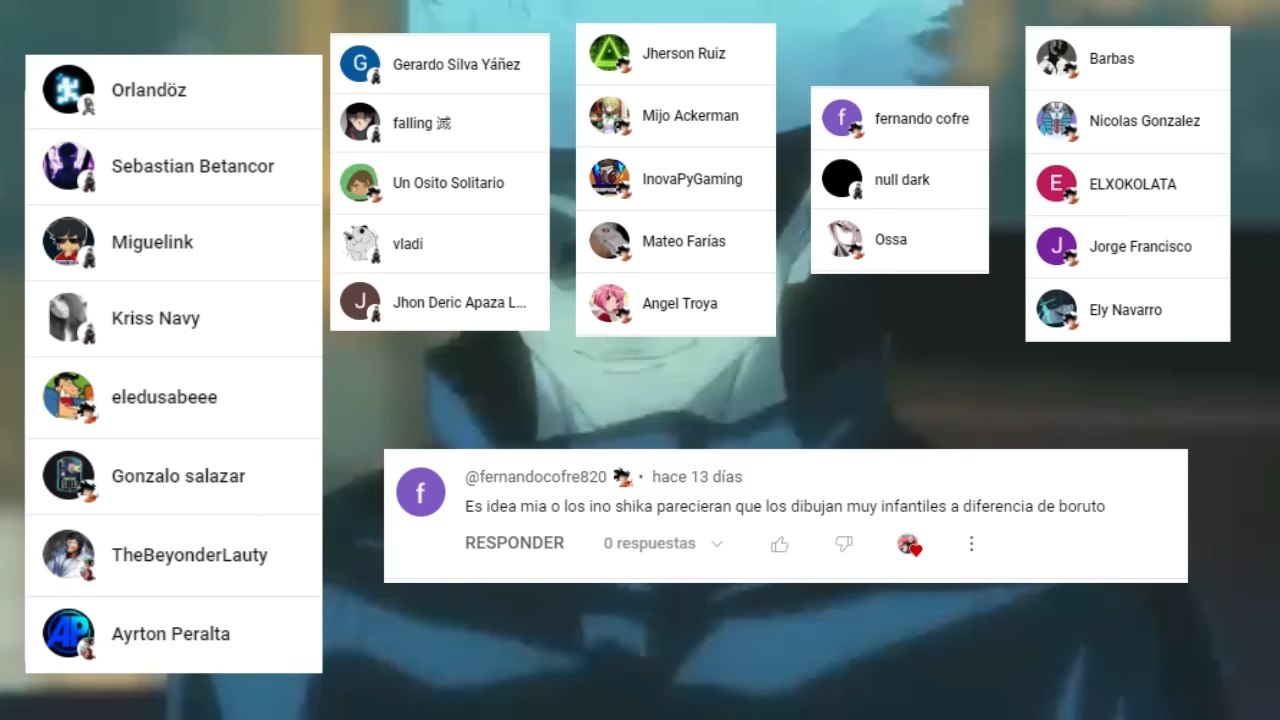 Orlandöz
Sebastian Betancor
Miguelink
Kriss Navy
eledusabeee
Gonzalo salazar
TheBeyonderLauty
AP
Ayrton Peralta
G
Gerardo Silva Yáñez
falling 滅
Un Osito Solitario
vladi
J
Jhon Deric Apaza L...
Jherson Ruiz
Mijo Ackerman
InovaPyGaming
Mateo Farías
Angel Troya
f
fernando cofre
null dark
Ossa
Barbas
Nicolas Gonzalez
E
ELXOKOLATA
J
Jorge Francisco
Ely Navarro
f
@fernandocofre820 • hace 13 días
Es idea mia o los ino shika parecieran que los dibujan muy infantiles a diferencia de boruto
RESPONDER 0 respuestas